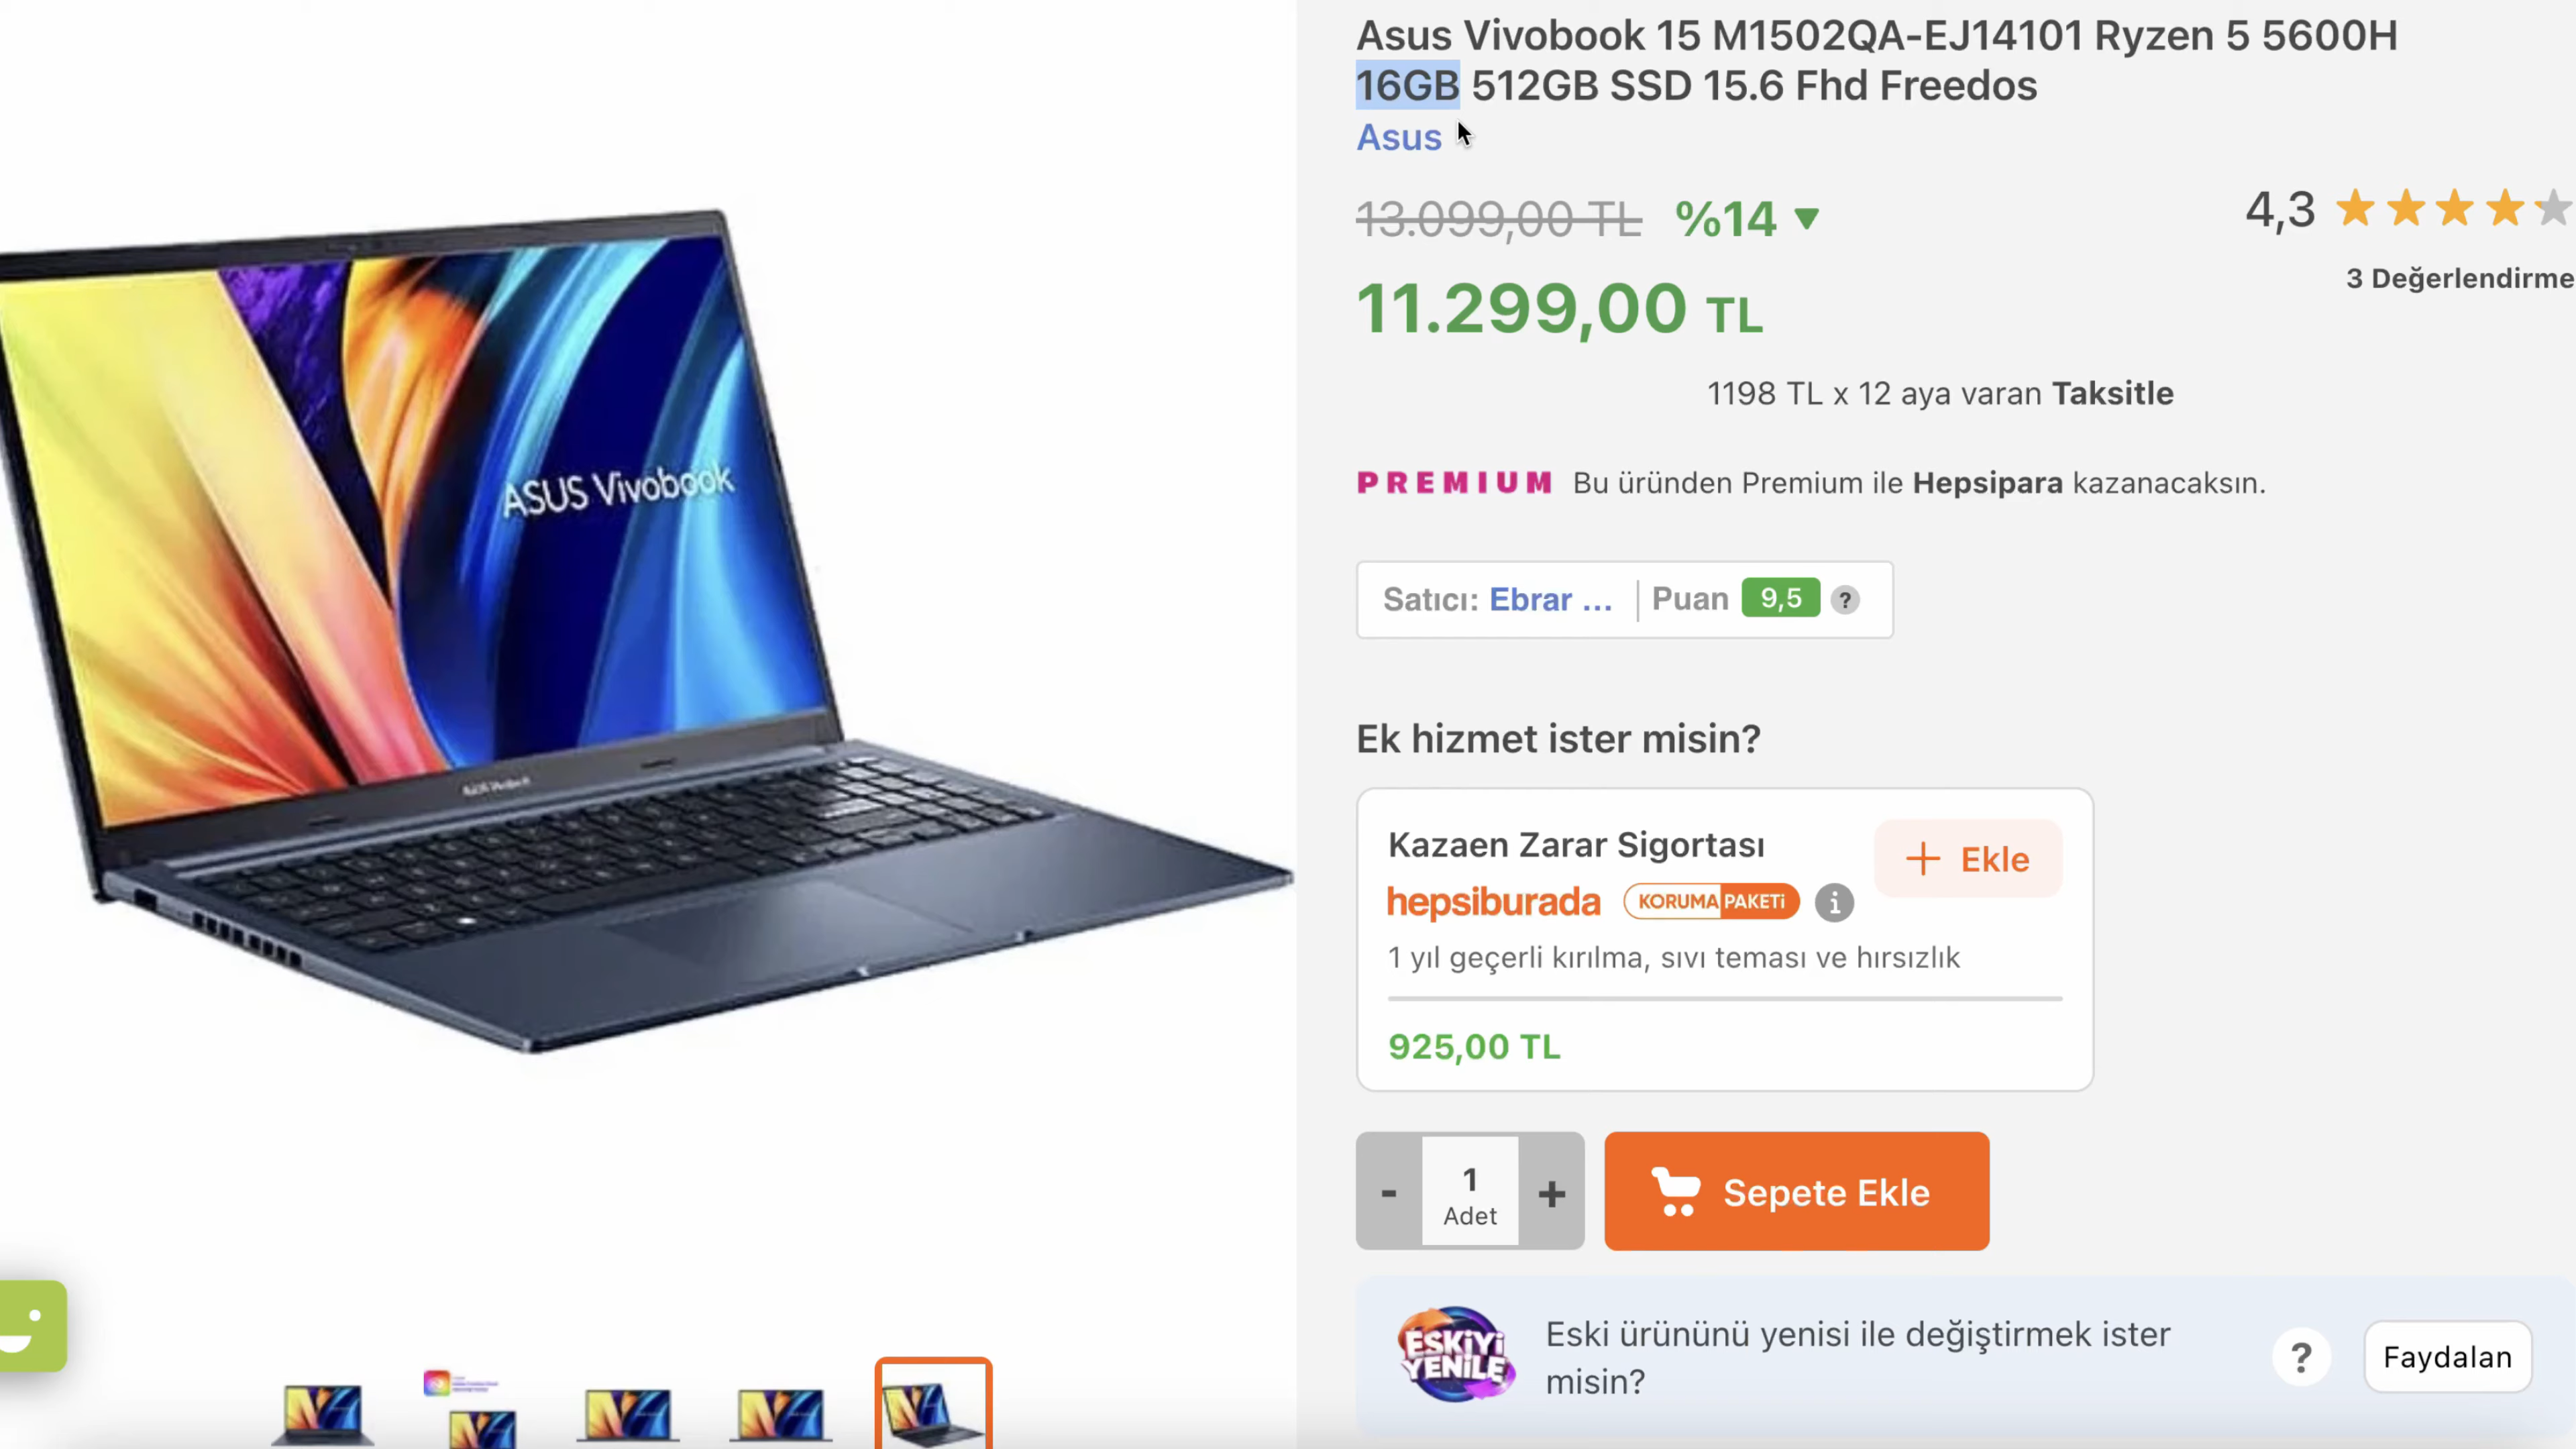 Asus Vivobook 15 M1502QA-EJ14101 Ryzen 5 5600H
16GB 512GB SSD 15.6 Fhd Freedos
Asus
13.099,00 TL %14
4,3
3 Değerlendirme
11.299,00 TL
1198 TL x 12 aya varan Taksitle
PREMIUM Bu üründen Premium ile Hepsipara kazanacaksın.
ASUS Vivobook
Satıcı: Ebrar ... Puan 9,5 ?
Ek hizmet ister misin?
Kazaen Zarar Sigortası
+ Ekle
hepsiburada KORUMA PAKETİ i
1 yıl geçerli kırılma, sıvı teması ve hırsızlık
925,00 TL
- 1 +
Adet
Sepete Ekle
ESKİYİ
YENİLE
Eski ürününü yenisi ile değiştirmek ister
misin?
? Faydalan